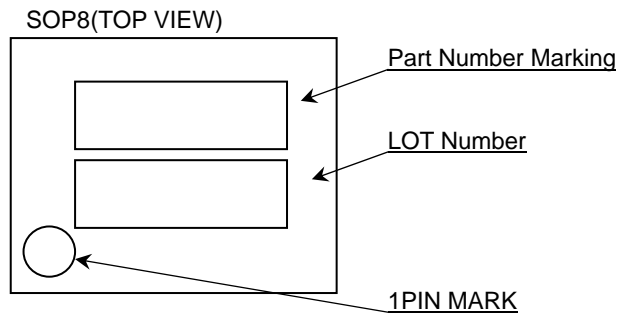 SOP8(TOP VIEW)
Part Number Marking
LOT Number
1PIN MARK